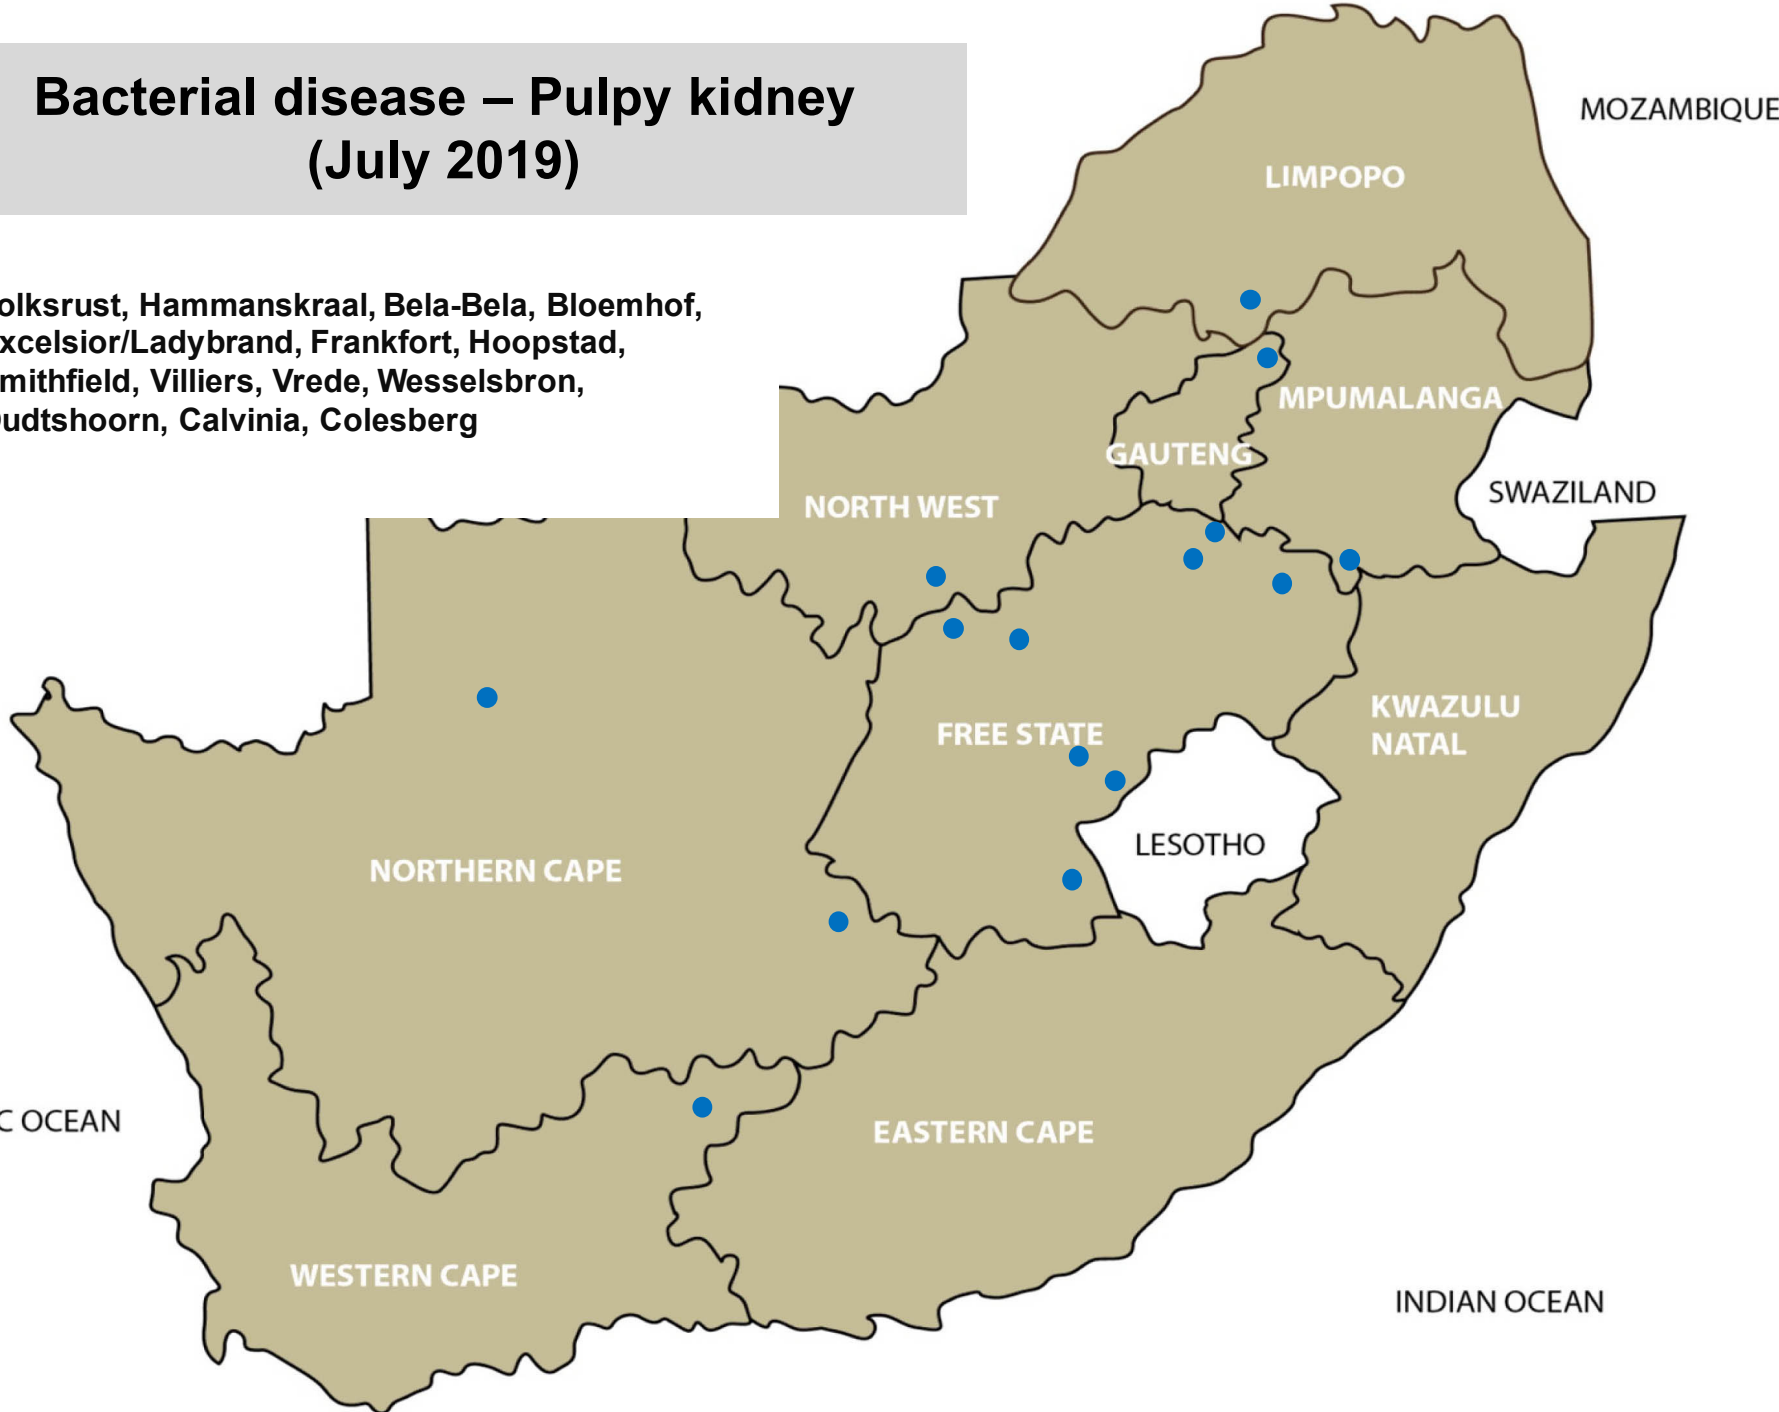 Bacterial disease – Pulpy kidney
(July 2019)
MOZAMBIQUE
LIMPOPO
olksrust, Hammanskraal, Bela-Bela, Bloemhof,
xcelsior/Ladybrand, Frankfort, Hoopstad,
mithfield, Villiers, Vrede, Wesselsbron,
udtshoorn, Calvinia, Colesberg
MPUMALANGA
GAUTENG
SWAZILAND
NORTH WEST
KWAZULU
NATAL
FREE STATE
LESOTHO
NORTHERN CAPE
C OCEAN
EASTERN CAPE
WESTERN CAPE
INDIAN OCEAN